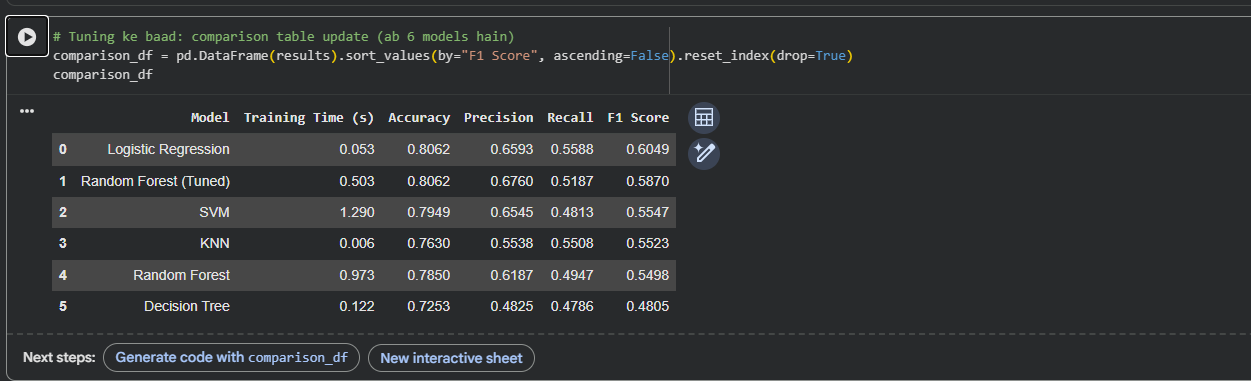 # Tuning ke baad: comparison table update (ab 6 models hain)
comparison_df = pd.DataFrame(results).sort_values(by="F1 Score", ascending=False).reset_index(drop=True)
comparison_df
Model Training Time (s) Accuracy Precision Recall F1 Score
0 Logistic Regression 0.053 0.8062 0.6593 0.5588 0.6049
1 Random Forest (Tuned) 0.503 0.8062 0.6760 0.5187 0.5870
2 SVM 1.290 0.7949 0.6545 0.4813 0.5547
3 KNN 0.006 0.7630 0.5538 0.5508 0.5523
4 Random Forest 0.973 0.7850 0.6187 0.4947 0.5498
5 Decision Tree 0.122 0.7253 0.4825 0.4786 0.4805
Next steps: Generate code with comparison_df New interactive sheet